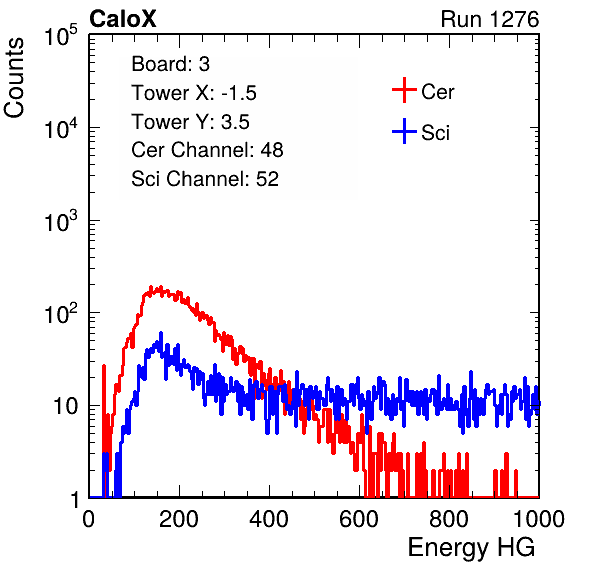 CaloX Run 1276
Counts
Board: 3
Tower X: -1.5
Tower Y: 3.5
Cer Channel: 48
Sci Channel: 52
Cer
Sci
10^5
10^4
10^3
10^2
10
1
0 200 400 600 800 1000
Energy HG